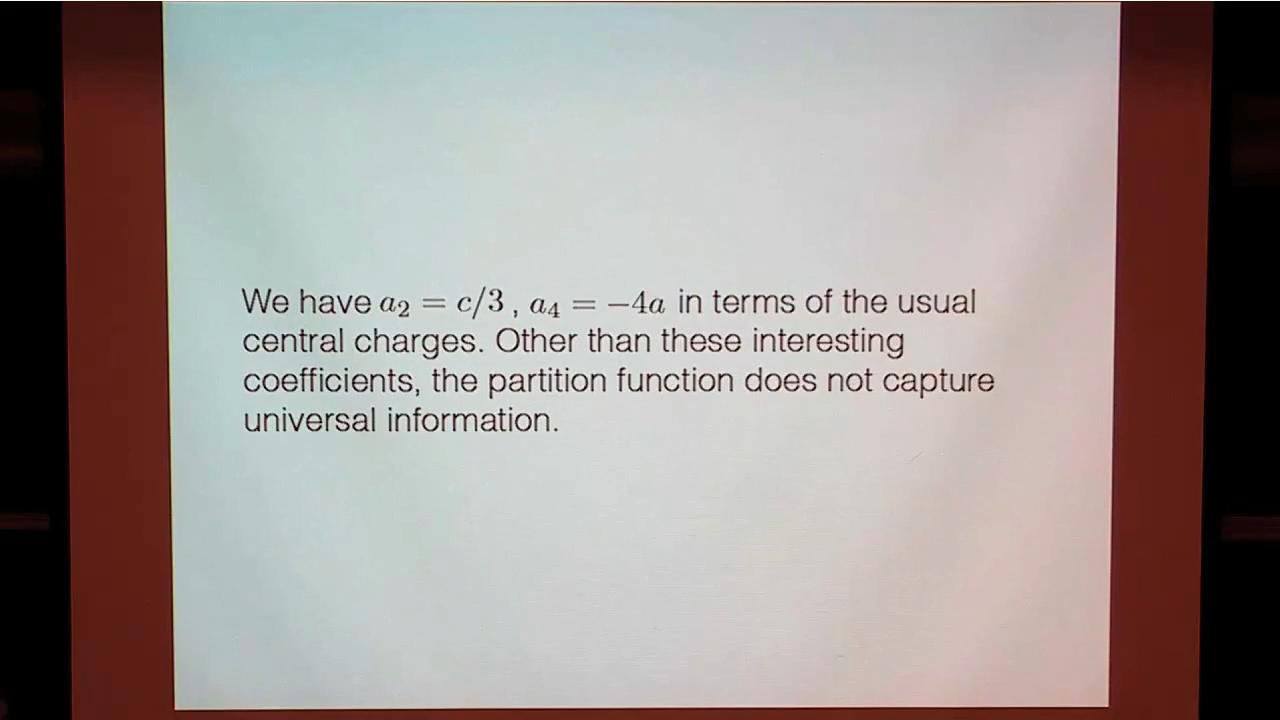 We have a₂ = c/3 , a₄ = −4a in terms of the usual
central charges. Other than these interesting
coefficients, the partition function does not capture
universal information.